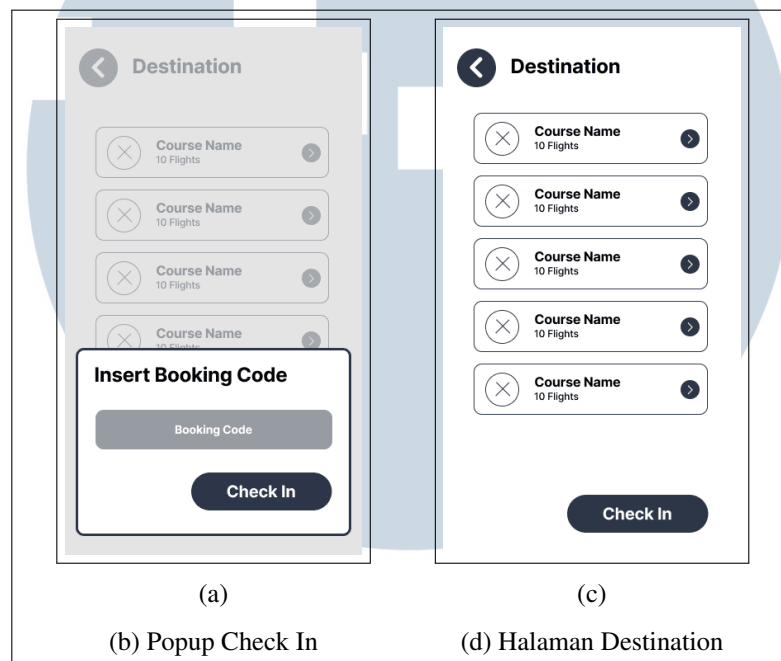 Destination
Course Name
10 Flights
Course Name
10 Flights
Course Name
10 Flights
Course Name
10 Flights
Insert Booking Code
Booking Code
Check In
(a)
(b) Popup Check In
Destination
Course Name
10 Flights
Course Name
10 Flights
Course Name
10 Flights
Course Name
10 Flights
Course Name
10 Flights
Check In
(c)
(d) Halaman Destination